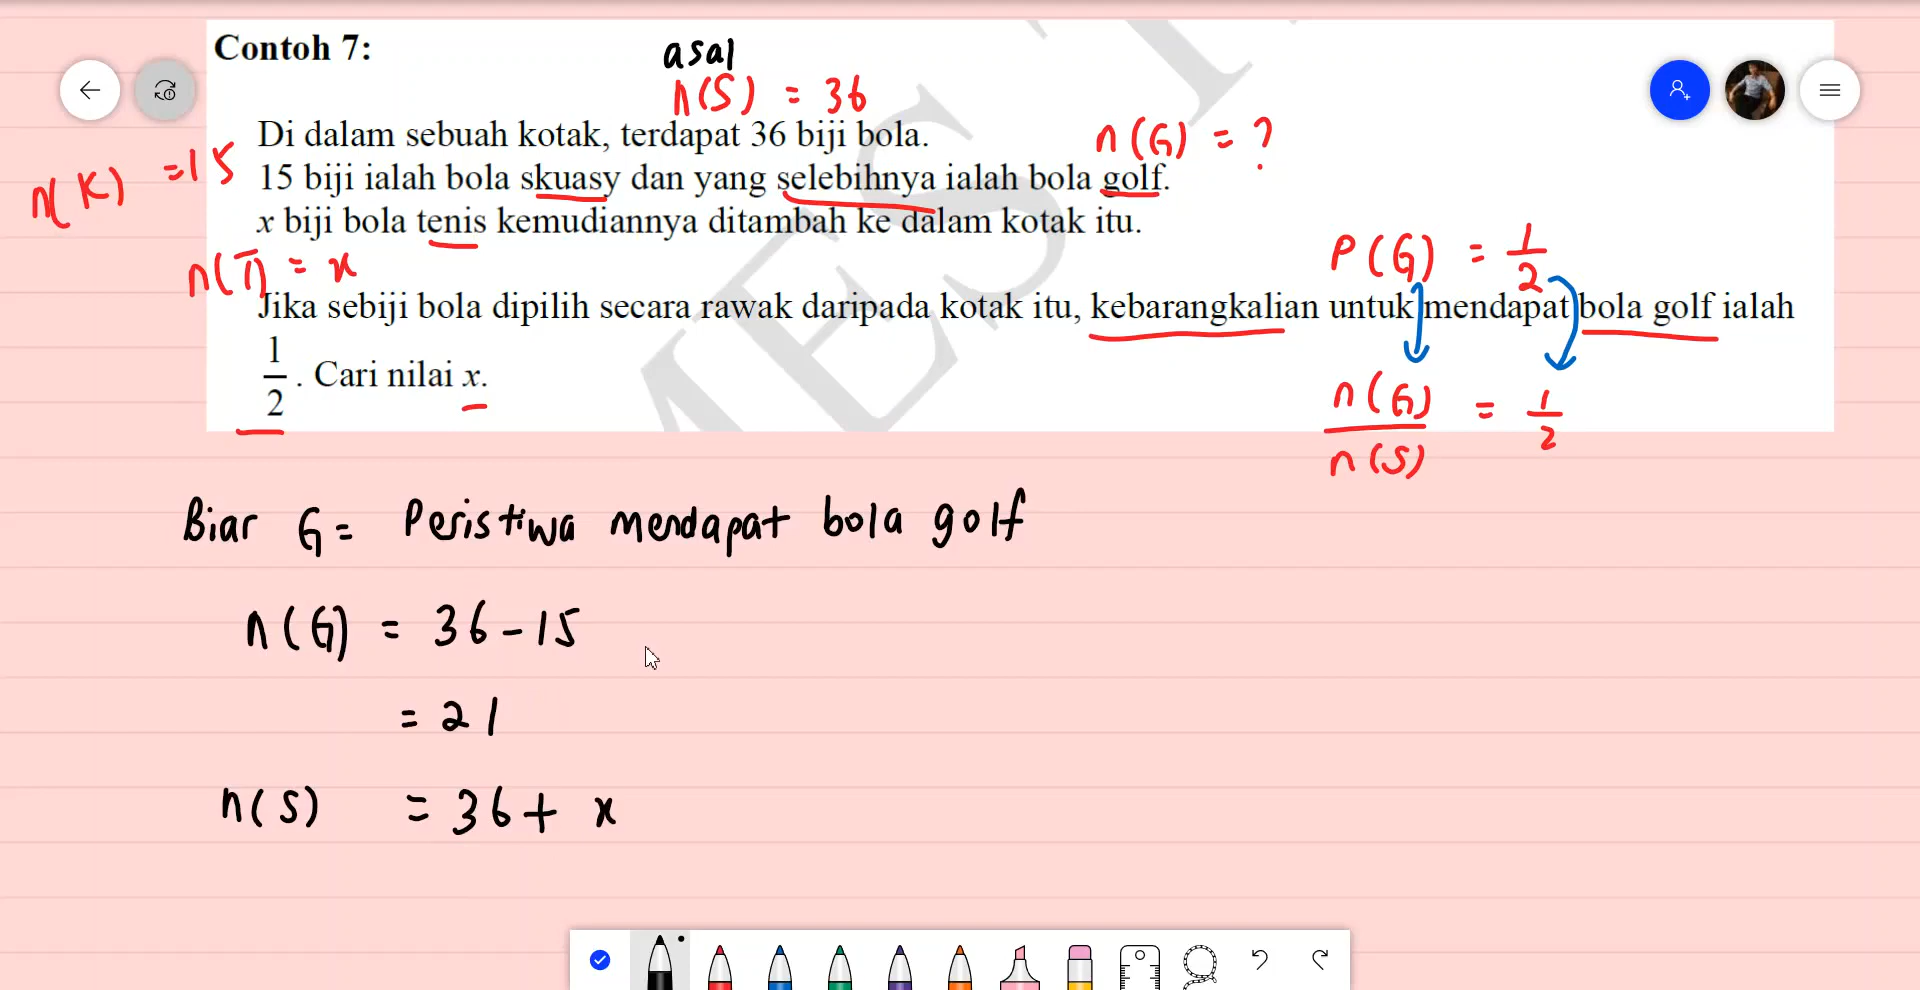 Contoh 7:
asal
n(S) = 36
Di dalam sebuah kotak, terdapat 36 biji bola.
n(G) = ?
n(K) = 15
15 biji ialah bola skuasy dan yang selebihnya ialah bola golf.
x biji bola tenis kemudiannya ditambah ke dalam kotak itu.
n(T) = x
P(G) = 1/2
Jika sebiji bola dipilih secara rawak daripada kotak itu, kebarangkalian untuk mendapat bola golf ialah
1/2. Cari nilai x.
n(G)/n(S) = 1/2
Biar G = Peristiwa mendapat bola golf
n(G) = 36 - 15
= 21
n(S) = 36 + x